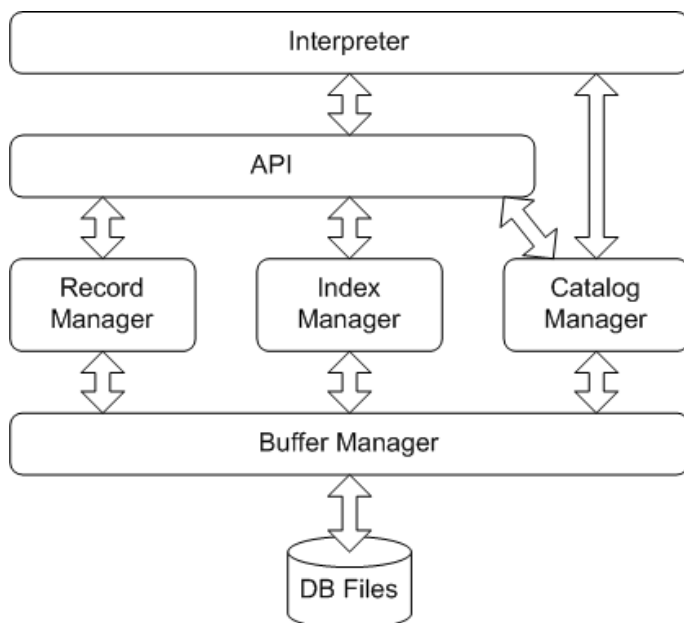 Interpreter
API
Record
Manager
Index
Manager
Catalog
Manager
Buffer Manager
DB Files